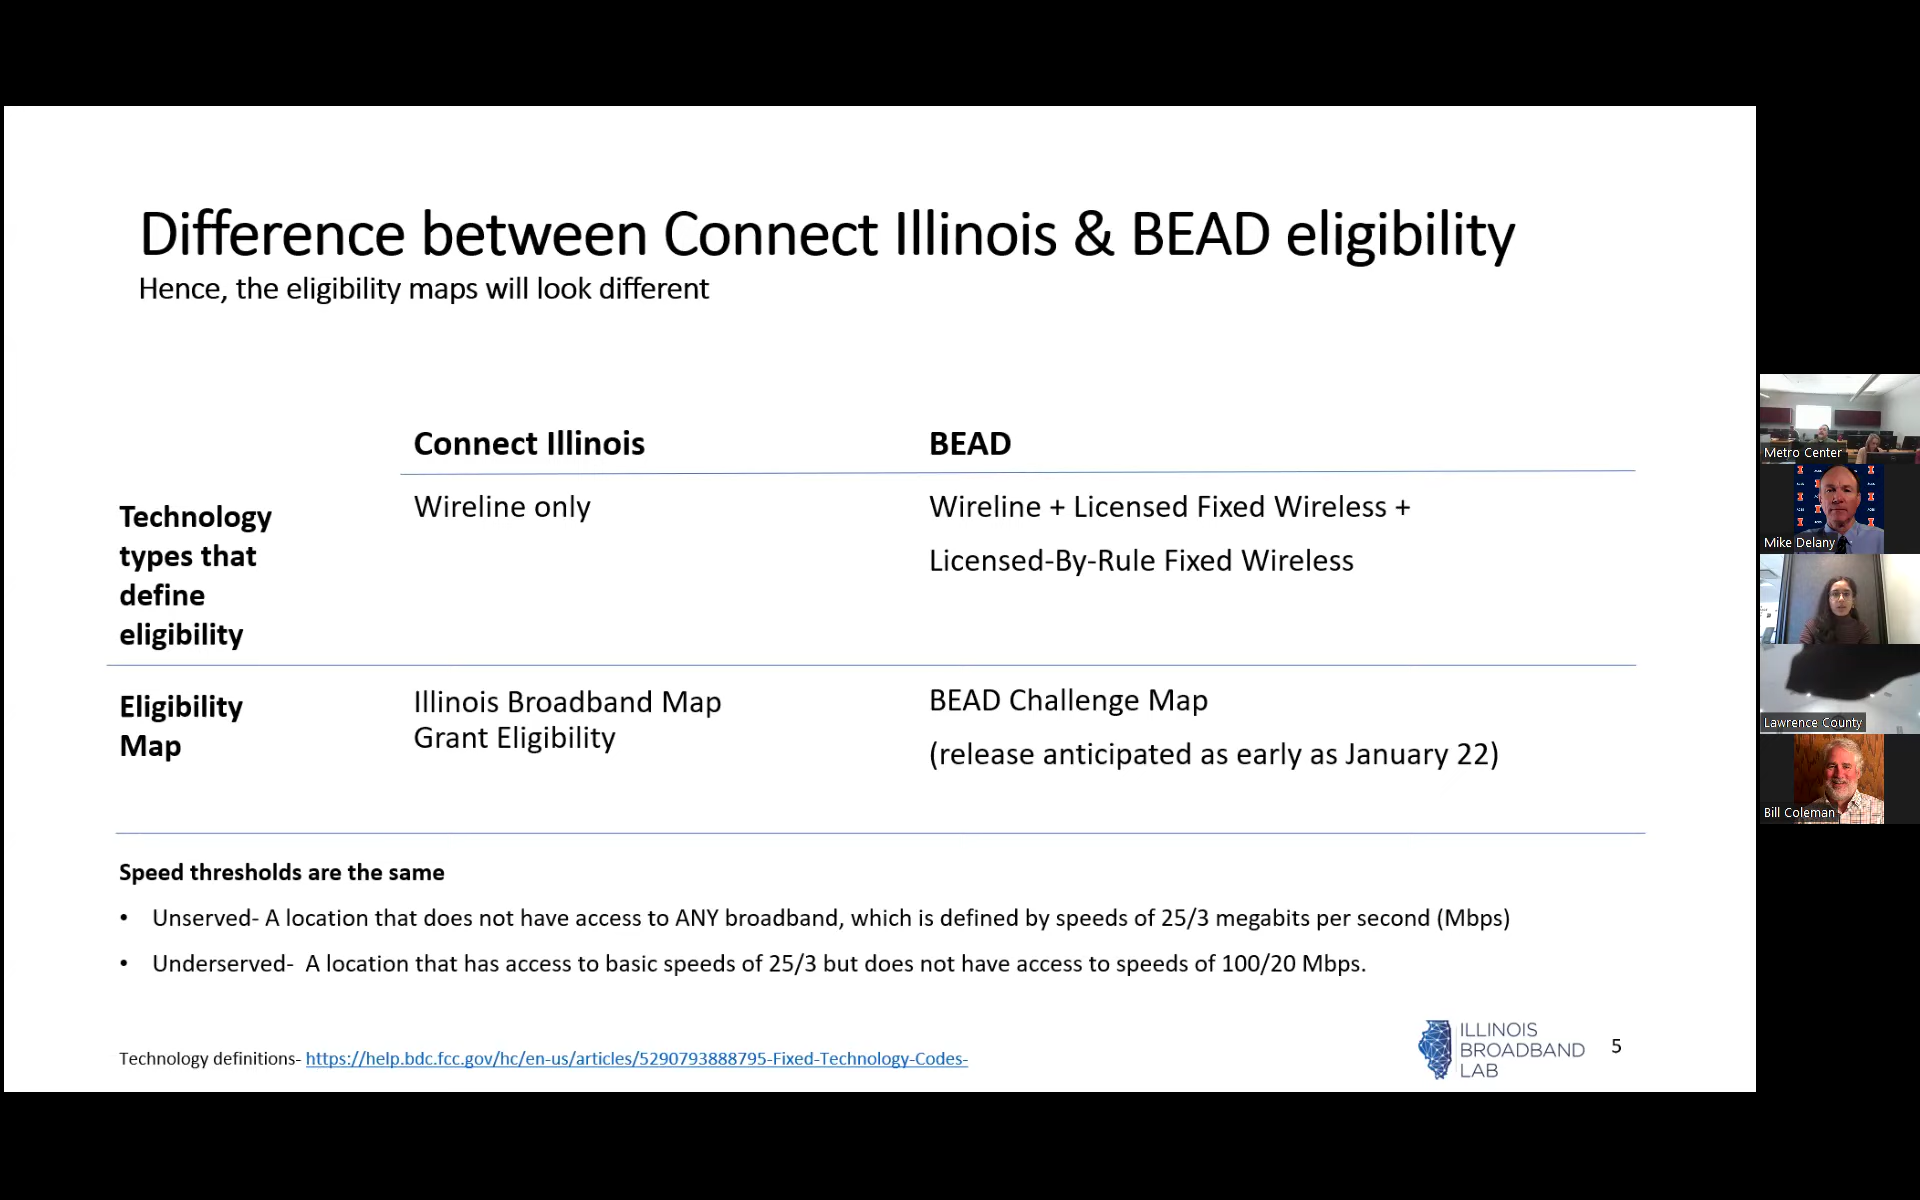 Difference between Connect Illinois & BEAD eligibility
Hence, the eligibility maps will look different
Connect Illinois
BEAD
Technology
types that
define
eligibility
Wireline only
Wireline + Licensed Fixed Wireless +
Licensed-By-Rule Fixed Wireless
Eligibility
Map
Illinois Broadband Map
Grant Eligibility
BEAD Challenge Map
(release anticipated as early as January 22)
Speed thresholds are the same
• Unserved- A location that does not have access to ANY broadband, which is defined by speeds of 25/3 megabits per second (Mbps)
• Underserved- A location that has access to basic speeds of 25/3 but does not have access to speeds of 100/20 Mbps.
Technology definitions- https://help.bdc.fcc.gov/hc/en-us/articles/5290793888795-Fixed-Technology-Codes-
ILLINOIS
BROADBAND
LAB
5
Metro Center
Mike Delany
Lawrence County
Bill Coleman